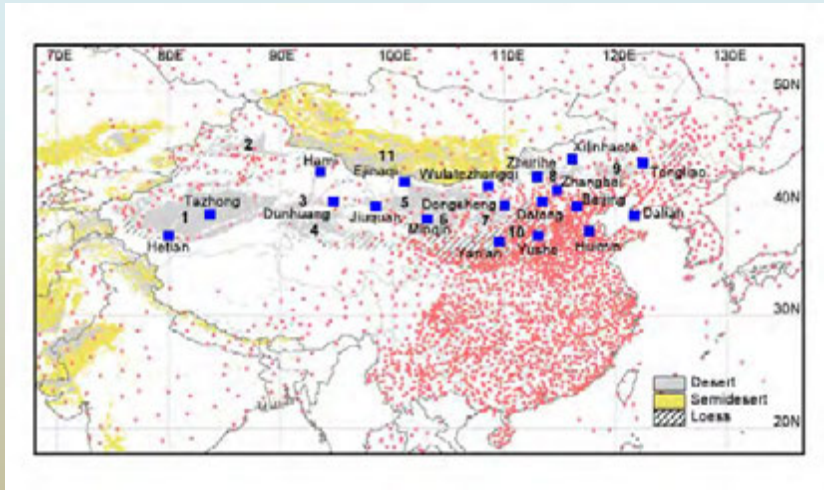 70E 80E 90E 100E 110E 120E 130E
50N
Xilinhaote
2
Hami
11
Ejinaqi
Wulatezhongqi
Zhurihe
8
9
Tongliao
Zhangbei
40N
Tazhong
1
3
Dunhuang
4
Jiuquan
5
Minqin
6
Dongsheng
7
Datong
Beijing
Dalian
Hetian
Yan'an
10
Yushe
Huimin
30N
Desert
Semidesert
Loess
20N